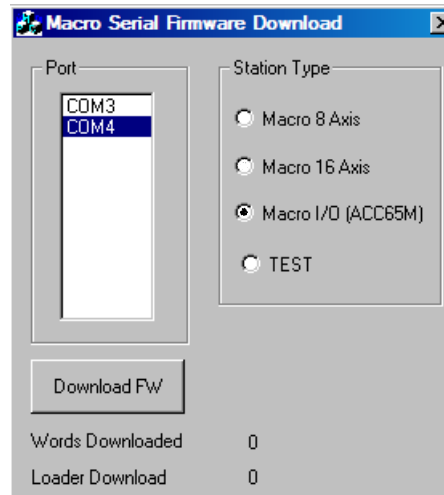 Macro Serial Firmware Download
Port
COM3
COM4
Station Type
Macro 8 Axis
Macro 16 Axis
Macro I/O (ACC65M)
TEST
Download FW
Words Downloaded 0
Loader Download 0